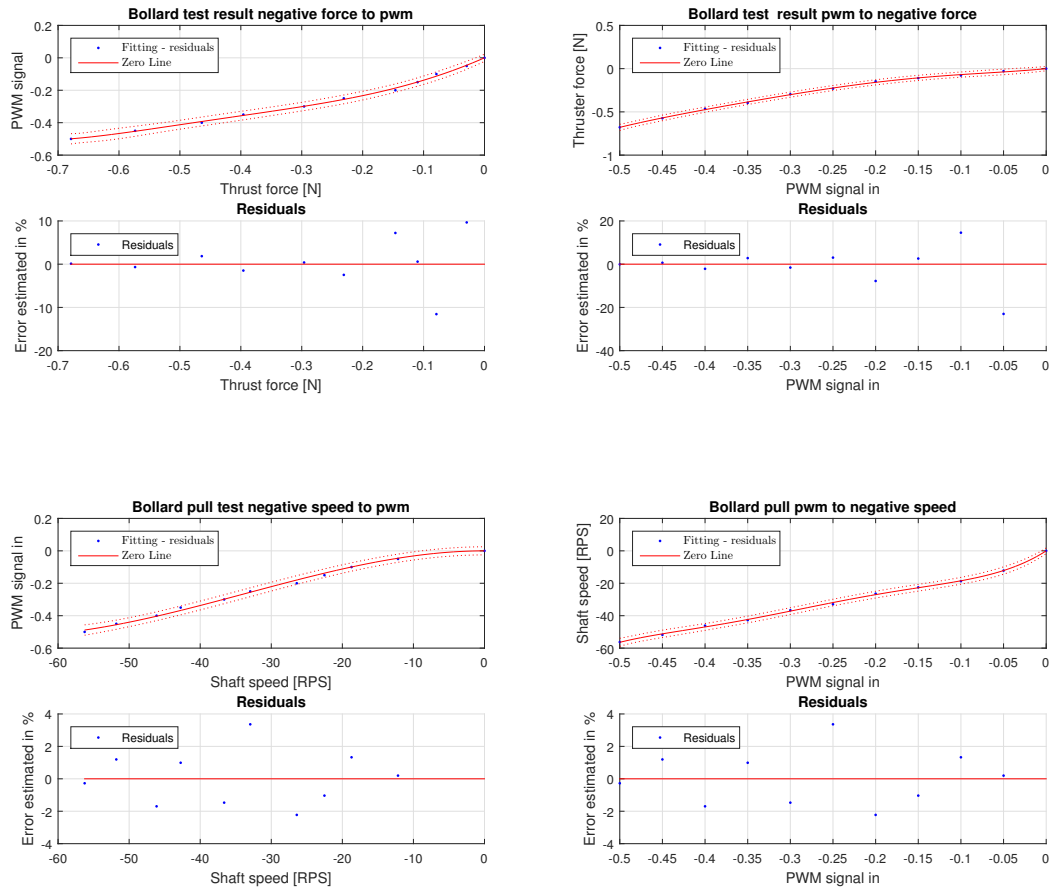 Bollard test result negative force to pwm
PWM signal
0.2
0
-0.2
-0.4
-0.6
Fitting - residuals
Zero Line
-0.7 -0.6 -0.5 -0.4 -0.3 -0.2 -0.1 0
Thrust force [N]
Bollard test result pwm to negative force
Thruster force [N]
0.5
0
-0.5
-1
Fitting - residuals
Zero Line
-0.5 -0.45 -0.4 -0.35 -0.3 -0.25 -0.2 -0.15 -0.1 -0.05 0
PWM signal in
Residuals
Error estimated in %
10
0
-10
-20
Residuals
-0.7 -0.6 -0.5 -0.4 -0.3 -0.2 -0.1 0
Thrust force [N]
Residuals
Error estimated in %
20
0
-20
-40
Residuals
-0.5 -0.45 -0.4 -0.35 -0.3 -0.25 -0.2 -0.15 -0.1 -0.05 0
PWM signal in
Bollard pull test negative speed to pwm
PWM signal in
0.2
0
-0.2
-0.4
-0.6
Fitting - residuals
Zero Line
-60 -50 -40 -30 -20 -10 0
Shaft speed [RPS]
Bollard pull pwm to negative speed
Shaft speed [RPS]
20
0
-20
-40
-60
Fitting - residuals
Zero Line
-0.5 -0.45 -0.4 -0.35 -0.3 -0.25 -0.2 -0.15 -0.1 -0.05 0
PWM signal in
Residuals
Error estimated in %
4
2
0
-2
-4
Residuals
-60 -50 -40 -30 -20 -10 0
Shaft speed [RPS]
Residuals
Error estimated in %
4
2
0
-2
-4
Residuals
-0.5 -0.45 -0.4 -0.35 -0.3 -0.25 -0.2 -0.15 -0.1 -0.05 0
PWM signal in